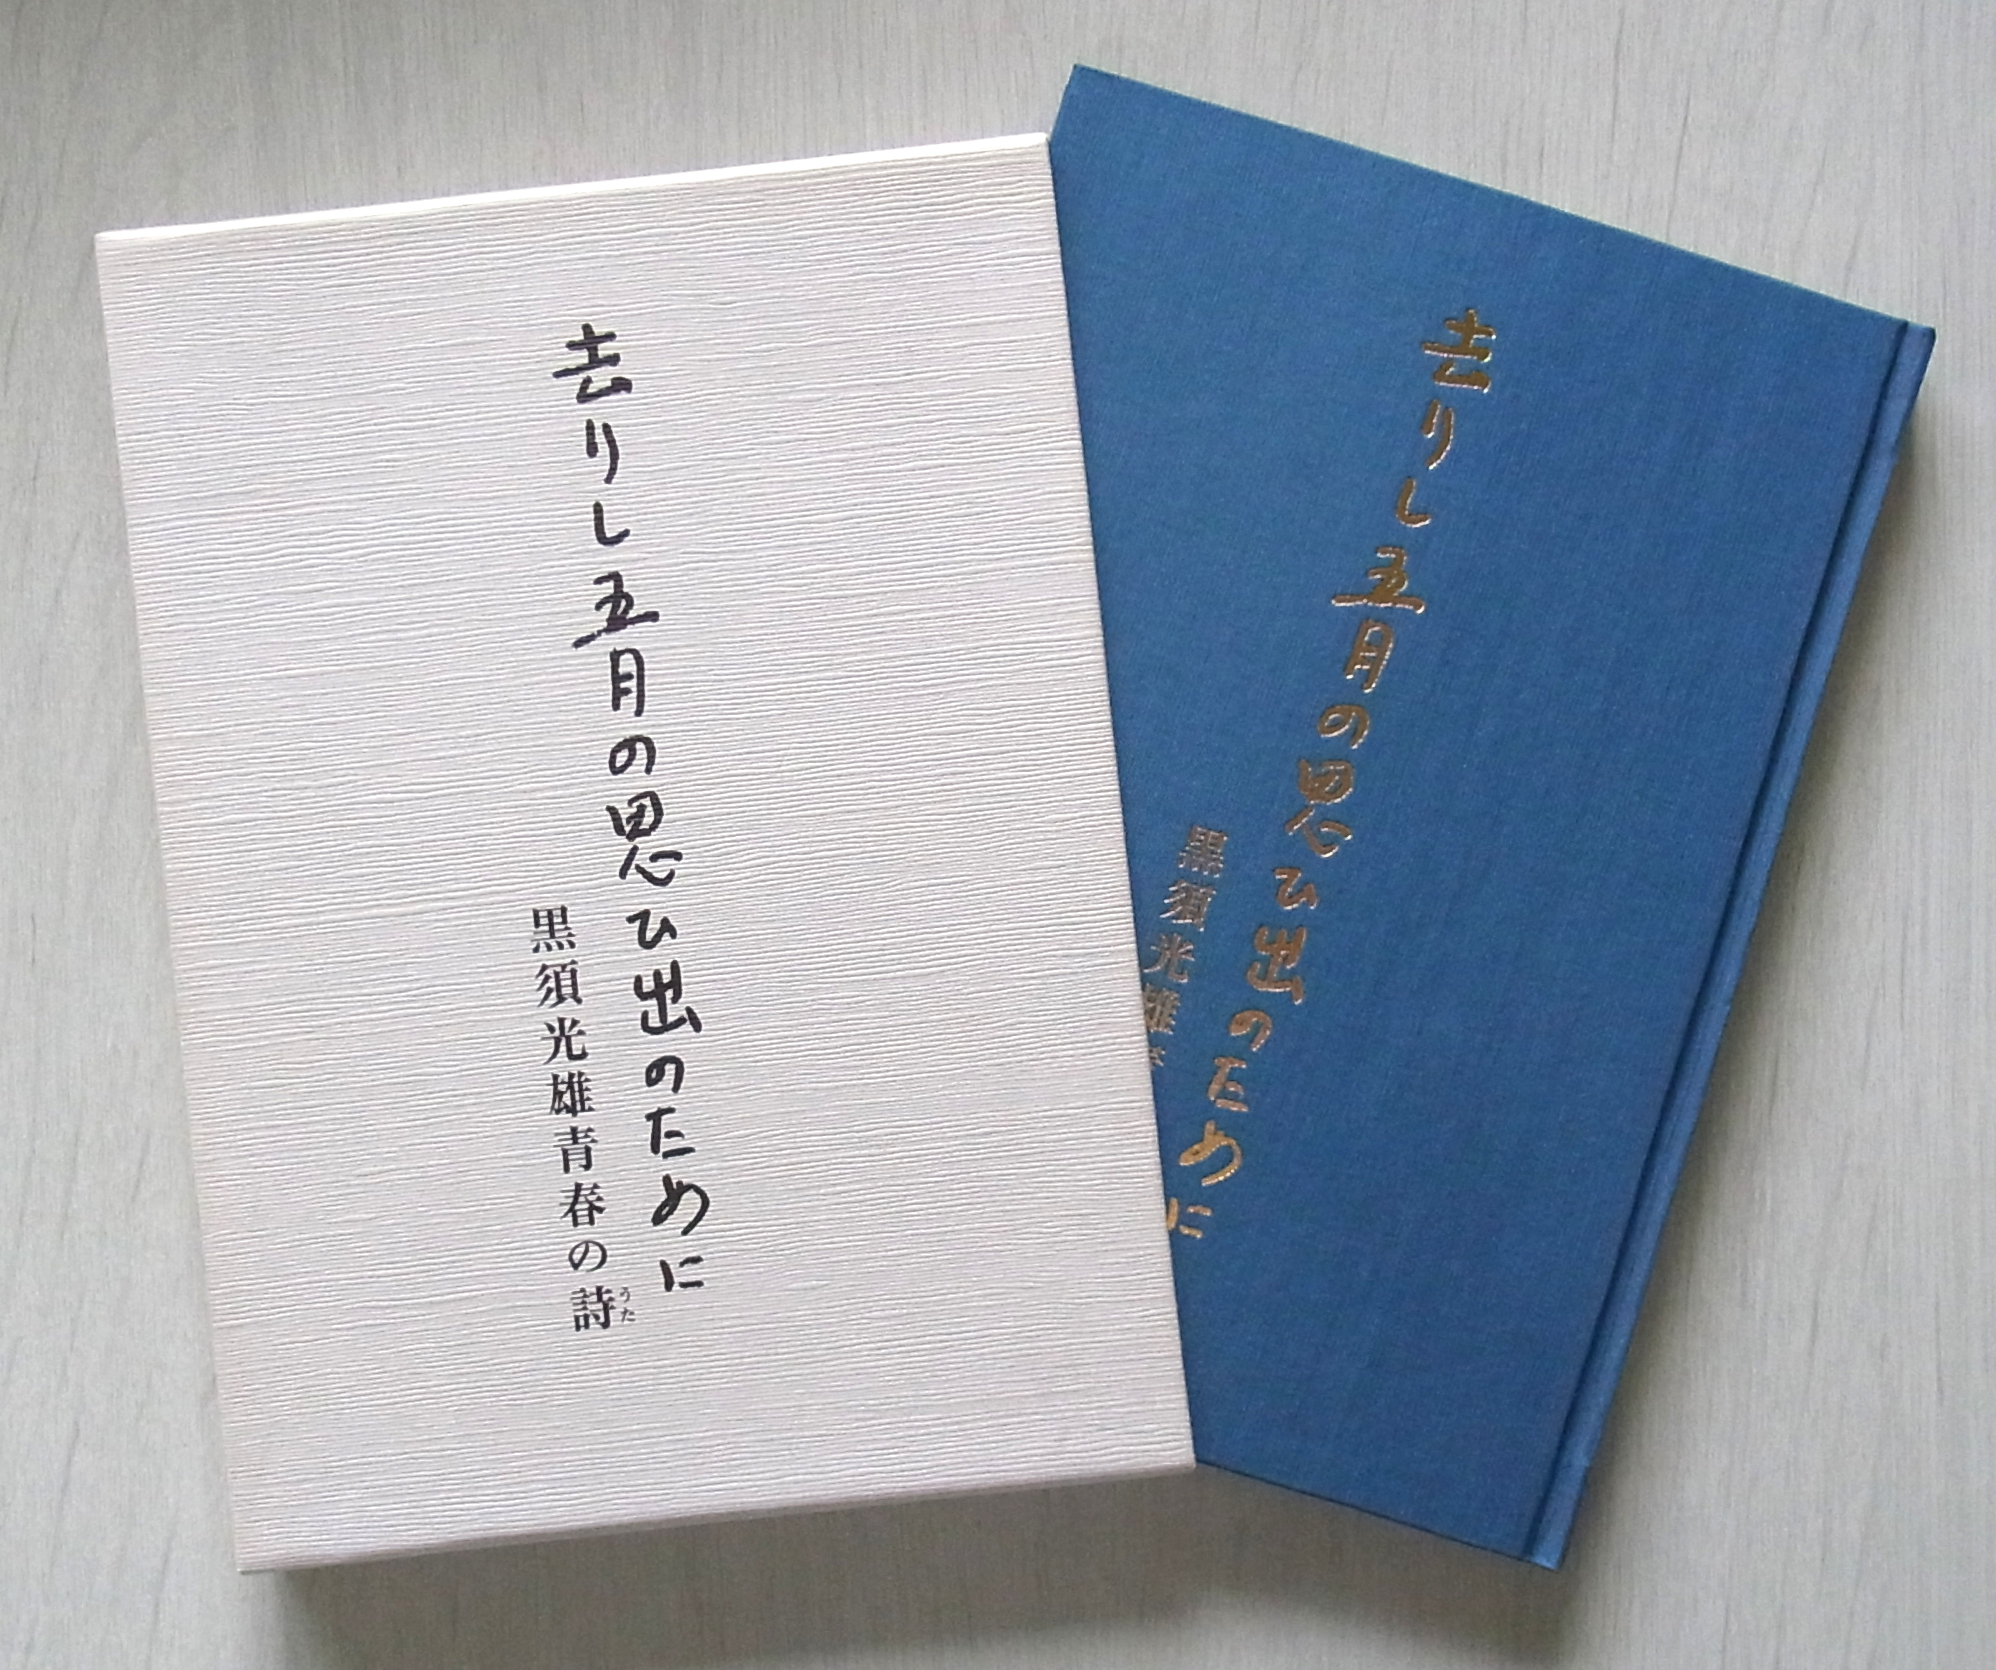 去りし五月の思ひ出のために
黒須光雄青春の詩
うた
去りし五月の思ひ出のために
黒須光雄